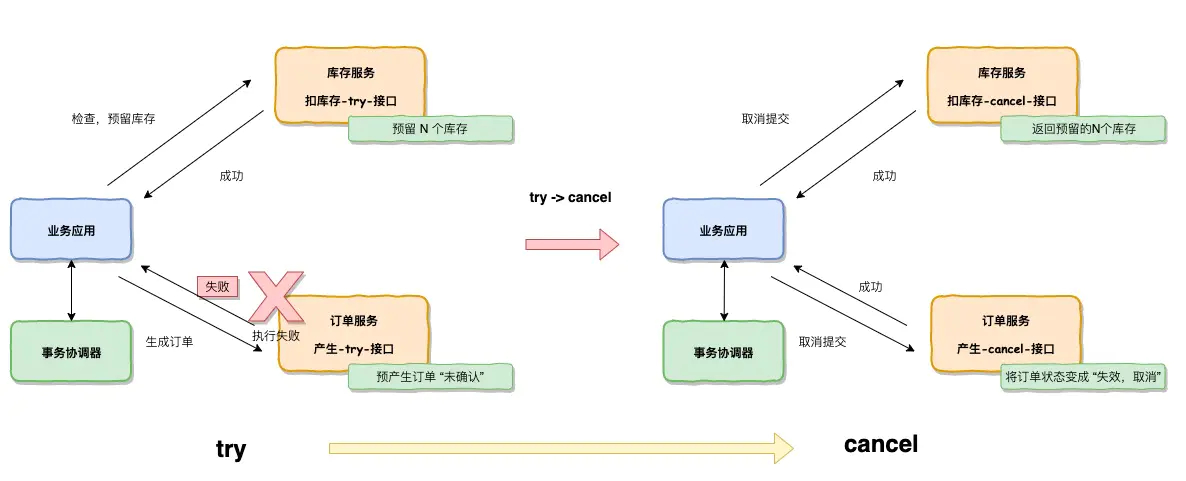 库存服务
扣库存-try-接口
预留 N 个库存
检查，预留库存
成功
业务应用
失败
执行失败
生成订单
事务协调器
订单服务
产生-try-接口
预产生订单 “未确认”
try
try -> cancel
库存服务
扣库存-cancel-接口
返回预留的N个库存
取消提交
成功
业务应用
成功
取消提交
事务协调器
订单服务
产生-cancel-接口
将订单状态变成 “失效，取消”
cancel